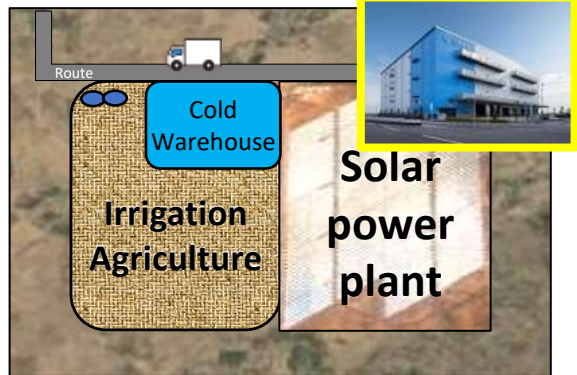 Route
Cold
Warehouse
Irrigation
Agriculture
Solar
power
plant